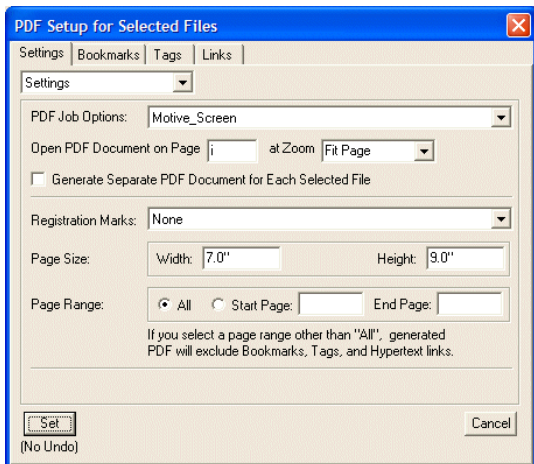 PDF Setup for Selected Files
Settings Bookmarks Tags Links
Settings
PDF Job Options: Motive_Screen
Open PDF Document on Page i at Zoom Fit Page
Generate Separate PDF Document for Each Selected File
Registration Marks: None
Page Size: Width: 7.0" Height: 9.0"
Page Range: All Start Page: End Page:
If you select a page range other than "All", generated
PDF will exclude Bookmarks, Tags, and Hypertext links.
Set Cancel
(No Undo)